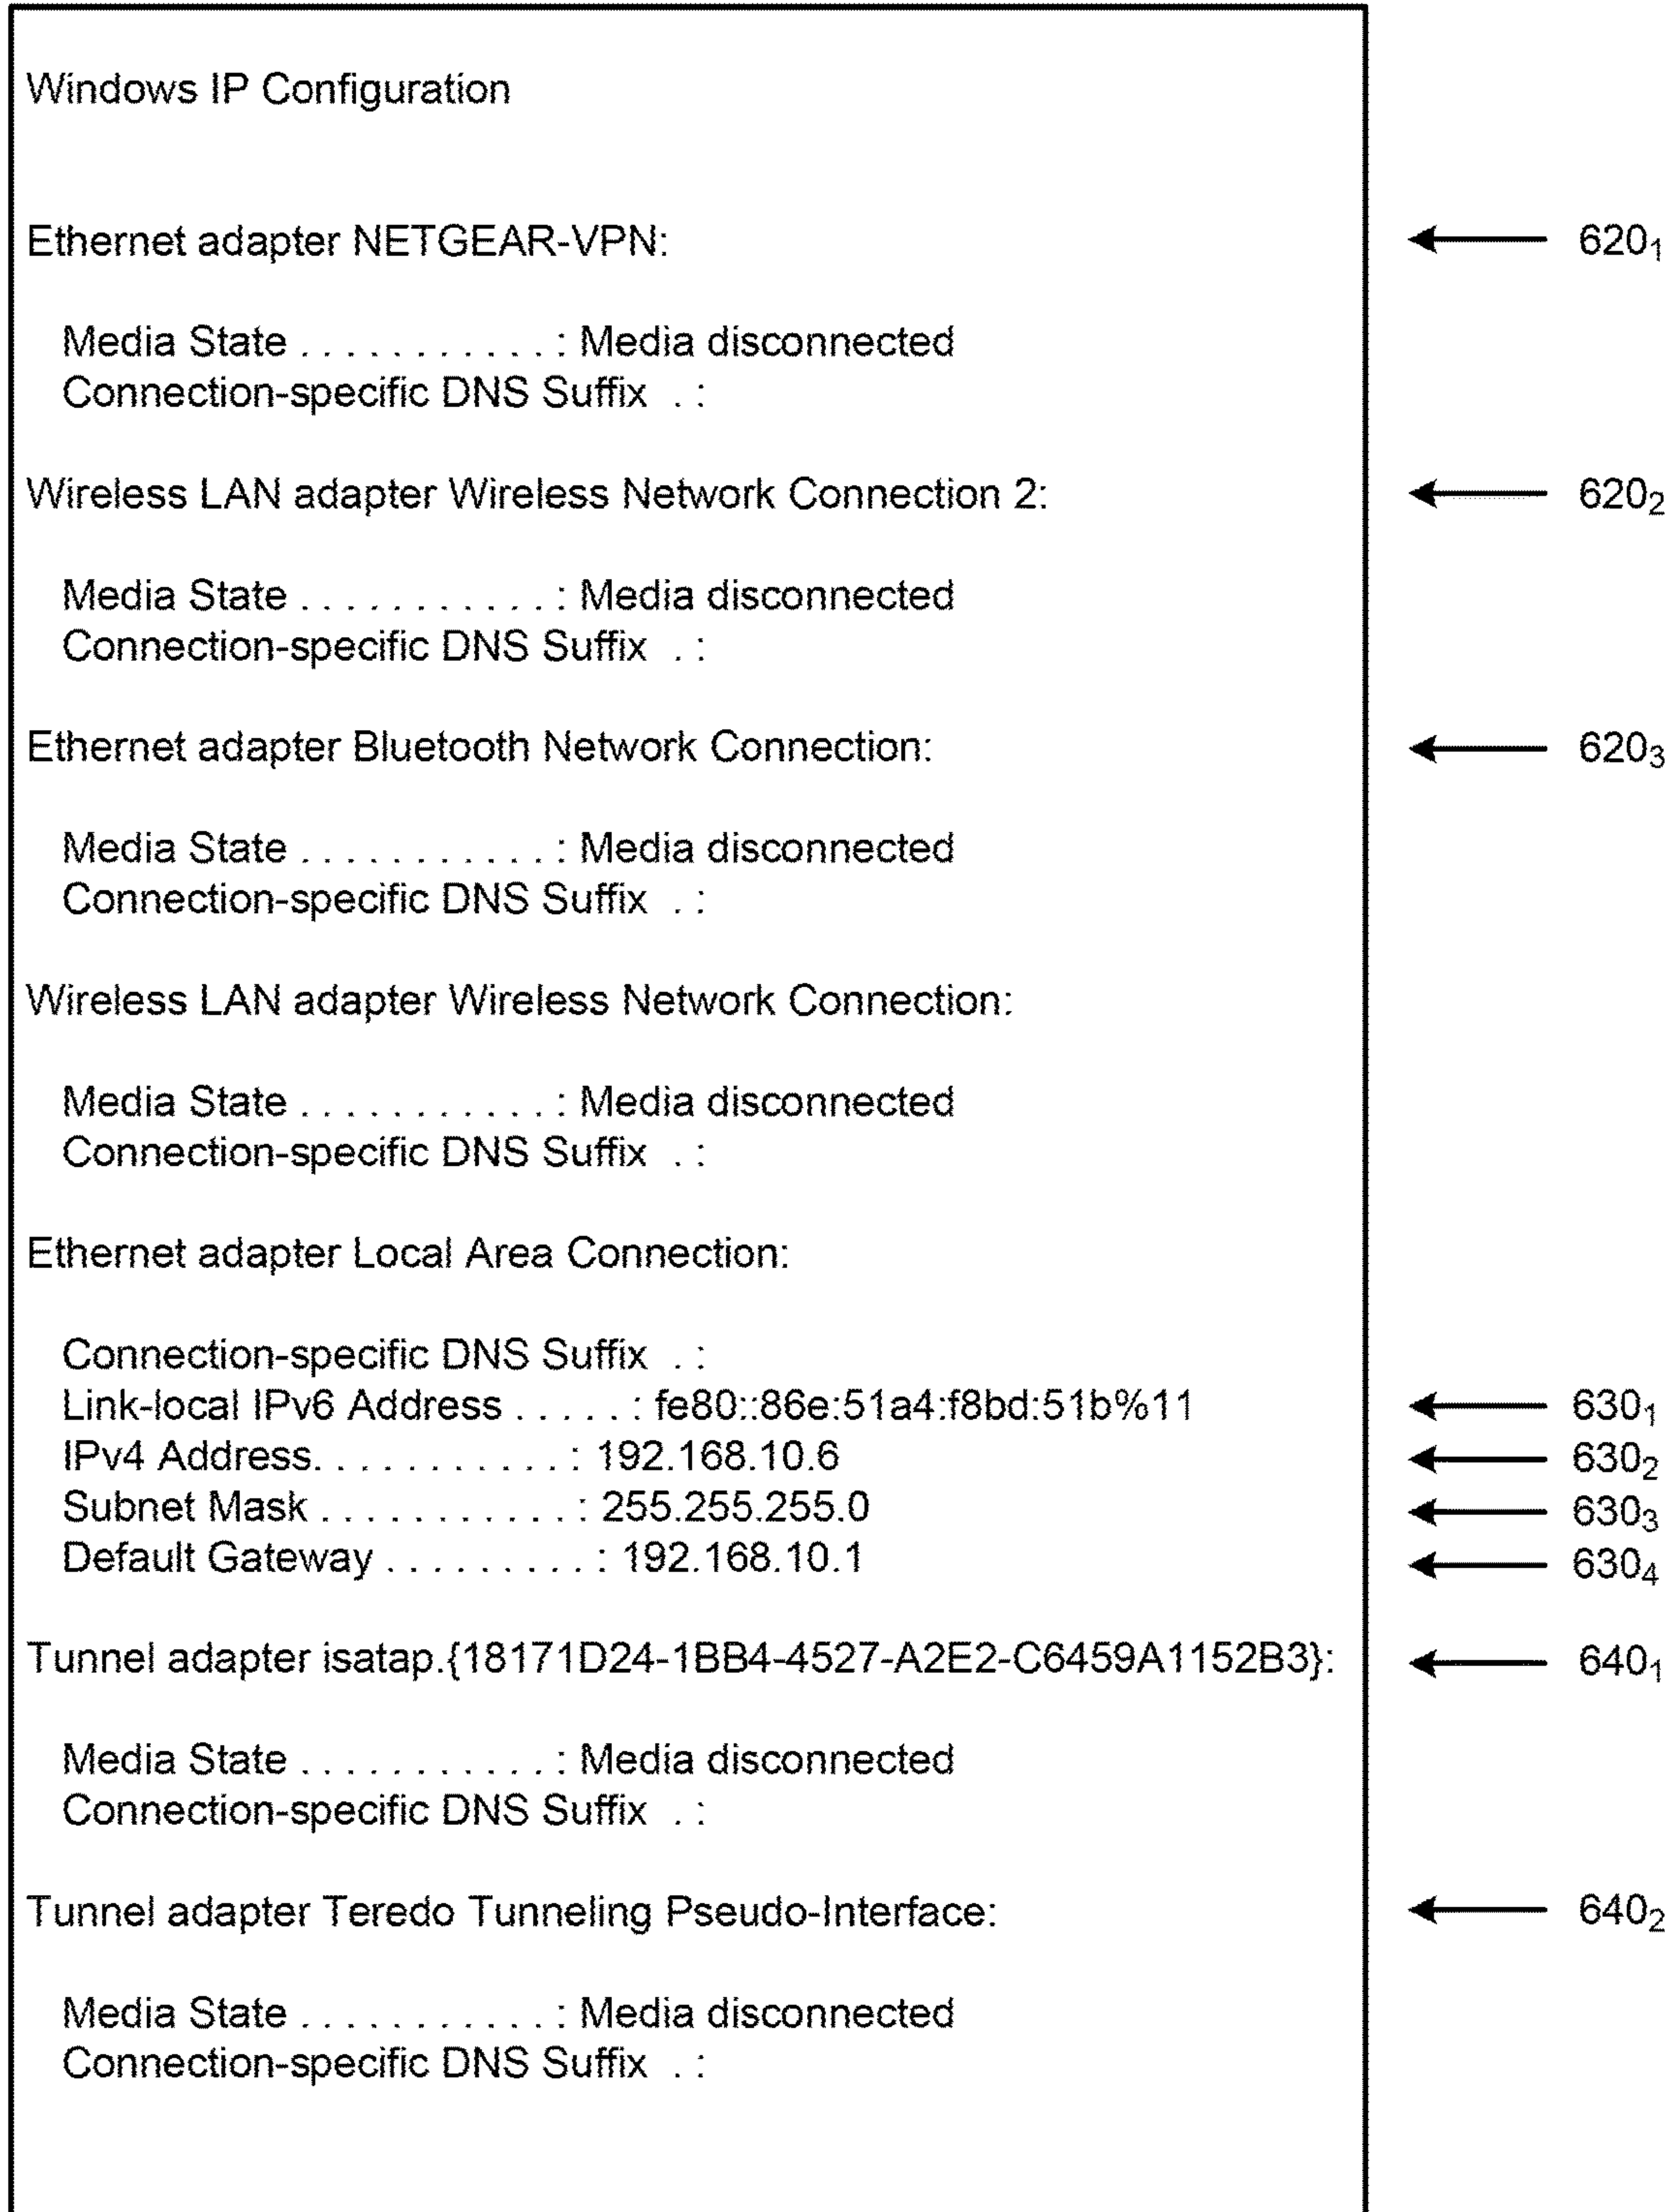 Windows IP Configuration
Ethernet adapter NETGEAR-VPN: 620₁
Media State . . . . . . . . . . . : Media disconnected
Connection-specific DNS Suffix . :
Wireless LAN adapter Wireless Network Connection 2: 620₂
Media State . . . . . . . . . . . : Media disconnected
Connection-specific DNS Suffix . :
Ethernet adapter Bluetooth Network Connection: 620₃
Media State . . . . . . . . . . . : Media disconnected
Connection-specific DNS Suffix . :
Wireless LAN adapter Wireless Network Connection:
Media State . . . . . . . . . . . : Media disconnected
Connection-specific DNS Suffix . :
Ethernet adapter Local Area Connection:
Connection-specific DNS Suffix . :
Link-local IPv6 Address . . . . . : fe80::86e:51a4:f8bd:51b%11 630₁
IPv4 Address. . . . . . . . . . . : 192.168.10.6 630₂
Subnet Mask . . . . . . . . . . . : 255.255.255.0 630₃
Default Gateway . . . . . . . . . : 192.168.10.1 630₄
Tunnel adapter isatap.{18171D24-1BB4-4527-A2E2-C6459A1152B3}: 640₁
Media State . . . . . . . . . . . : Media disconnected
Connection-specific DNS Suffix . :
Tunnel adapter Teredo Tunneling Pseudo-Interface: 640₂
Media State . . . . . . . . . . . : Media disconnected
Connection-specific DNS Suffix . :